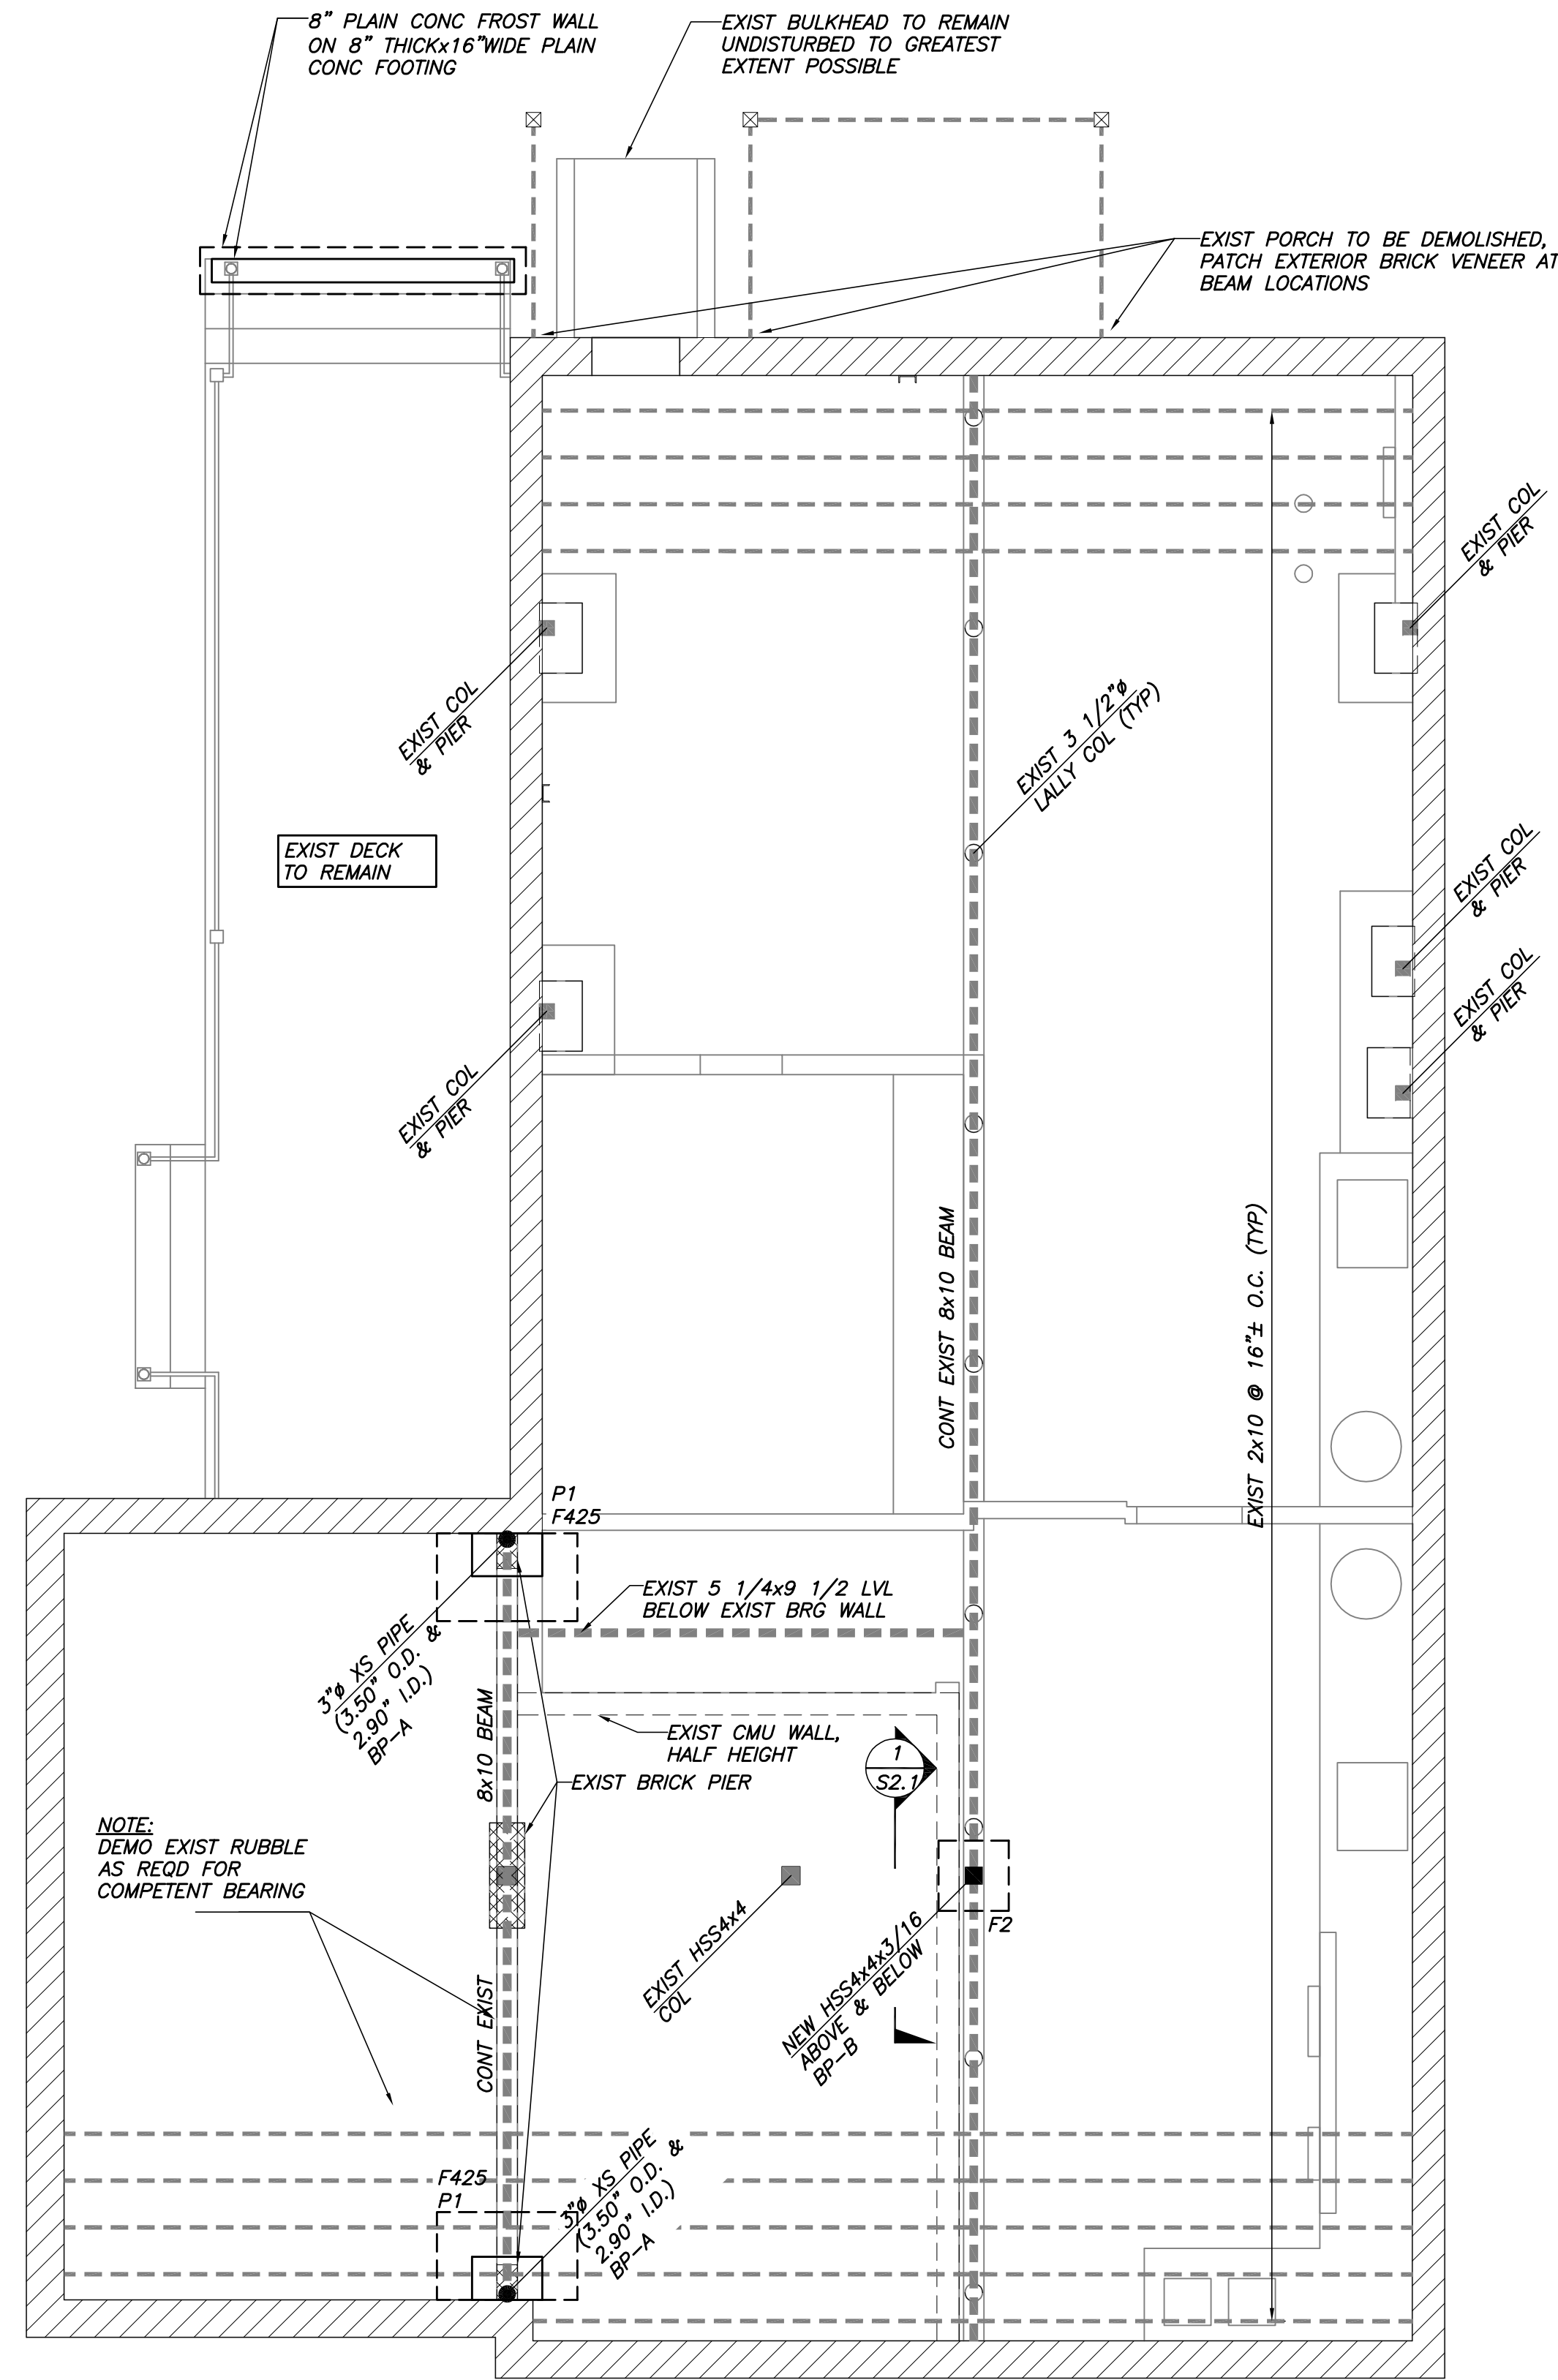 8" PLAIN CONC FROST WALL
ON 8" THICKx16"WIDE PLAIN
CONC FOOTING
EXIST BULKHEAD TO REMAIN
UNDISTURBED TO GREATEST
EXTENT POSSIBLE
EXIST PORCH TO BE DEMOLISHED,
PATCH EXTERIOR BRICK VENEER AT
BEAM LOCATIONS
EXIST COL
& PIER
EXIST COL
& PIER
EXIST 3 1/2"ϕ
LALLY COL (TYP)
EXIST DECK
TO REMAIN
EXIST COL
& PIER
EXIST COL
& PIER
EXIST COL
& PIER
CONT EXIST 8x10 BEAM
EXIST 2x10 @ 16"± O.C. (TYP)
P1
F425
EXIST 5 1/4x9 1/2 LVL
BELOW EXIST BRG WALL
3"ϕ XS PIPE
(3.50" O.D. &
2.90" I.D.)
BP-A
8x10 BEAM
EXIST CMU WALL,
HALF HEIGHT
1
S2.1
EXIST BRICK PIER
NOTE:
DEMO EXIST RUBBLE
AS REQD FOR
COMPETENT BEARING
EXIST HSS4x4
COL
NEW HSS4x4x3/16
ABOVE & BELOW
BP-B
F2
CONT EXIST
F425
P1
3"ϕ XS PIPE
(3.50" O.D. &
2.90" I.D.)
BP-A